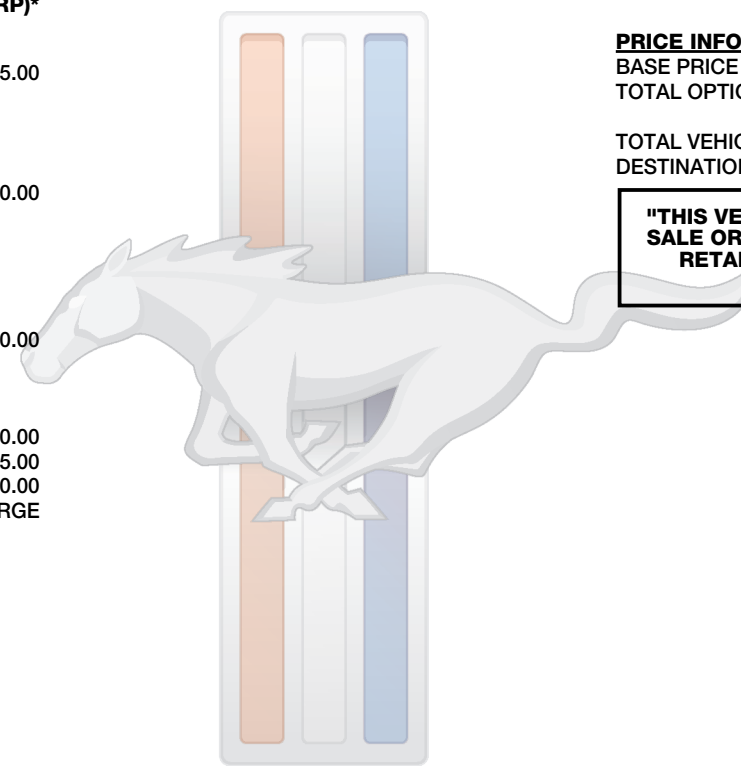 RP)*
5.00
0.00
0.00
0.00
5.00
0.00
RGE
PRICE INFO
BASE PRICE
TOTAL OPTIO
TOTAL VEHIC
DESTINATION
"THIS VE
SALE OR
RETAI